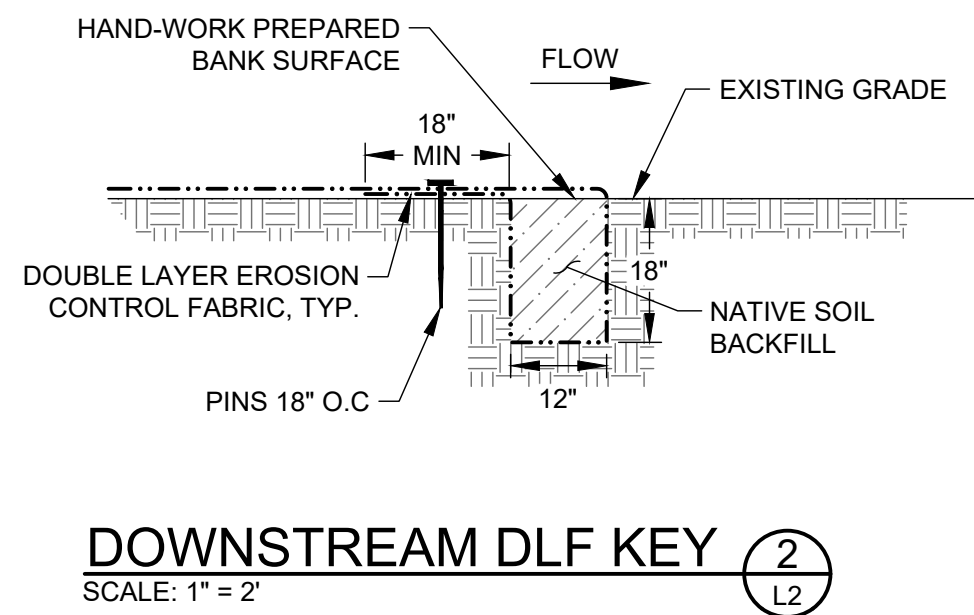 HAND-WORK PREPARED
BANK SURFACE
FLOW
EXISTING GRADE
18"
MIN
DOUBLE LAYER EROSION
CONTROL FABRIC, TYP.
18"
NATIVE SOIL
BACKFILL
PINS 18" O.C
12"
DOWNSTREAM DLF KEY
2
L2
SCALE: 1" = 2'